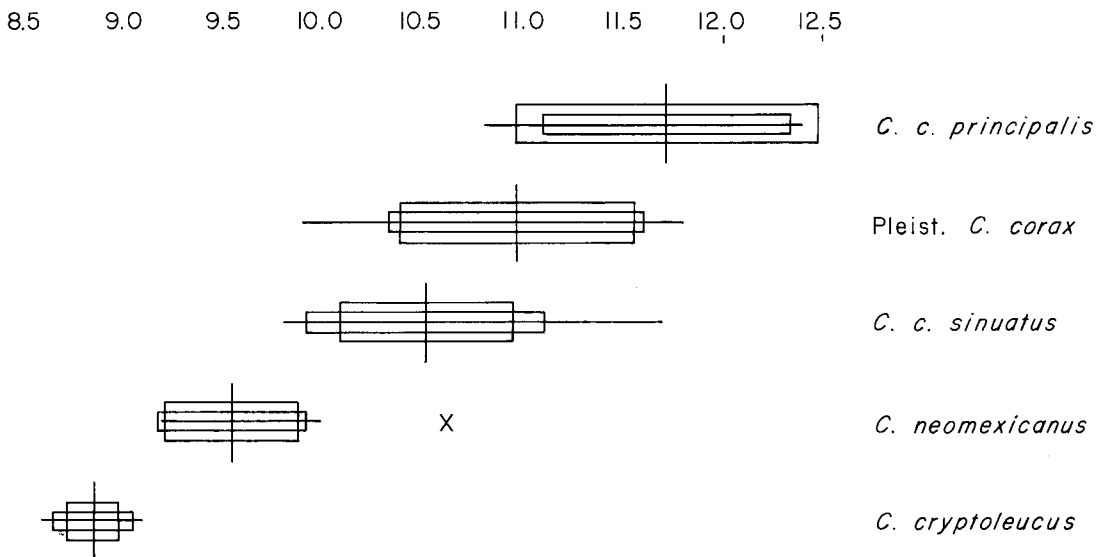 8.5 9.0 9.5 10.0 10.5 11.0 11.5 12.0 12.5
C. c. principalis
Pleist. C. corax
C. c. sinuatus
X C. neomexicanus
C. cryptoleucus